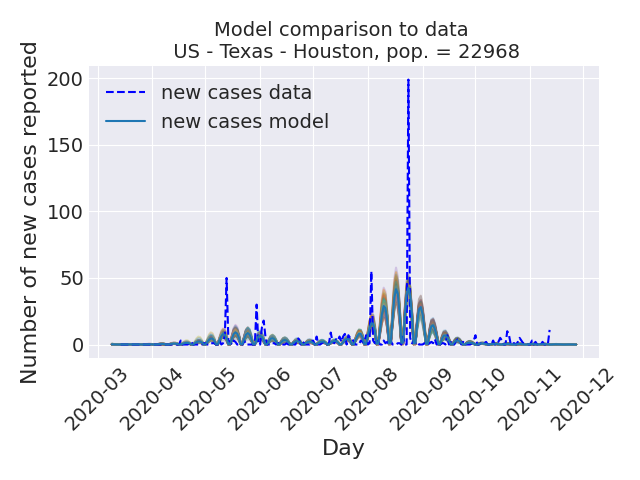 Model comparison to data
US - Texas - Houston, pop. = 22968
Number of new cases reported
200
150
100
50
0
new cases data
new cases model
2020-03
2020-04
2020-05
2020-06
2020-07
2020-08
2020-09
2020-10
2020-11
2020-12
Day